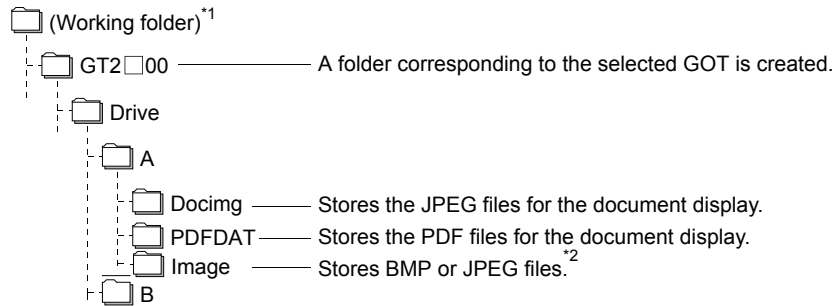 (Working folder)*1
GT2□00 A folder corresponding to the selected GOT is created.
Drive
A
Docimg Stores the JPEG files for the document display.
PDFDAT Stores the PDF files for the document display.
Image Stores BMP or JPEG files.*2
B